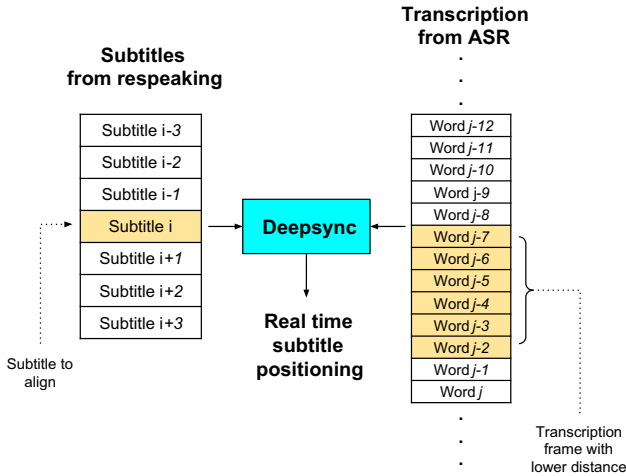 Subtitles
from respeaking
Subtitle i-3
Subtitle i-2
Subtitle i-1
Subtitle i
Subtitle i+1
Subtitle i+2
Subtitle i+3
Subtitle to
align
Deepsync
Real time
subtitle
positioning
Transcription
from ASR
Word j-12
Word j-11
Word j-10
Word j-9
Word j-8
Word j-7
Word j-6
Word j-5
Word j-4
Word j-3
Word j-2
Word j-1
Word j
Transcription
frame with
lower distance